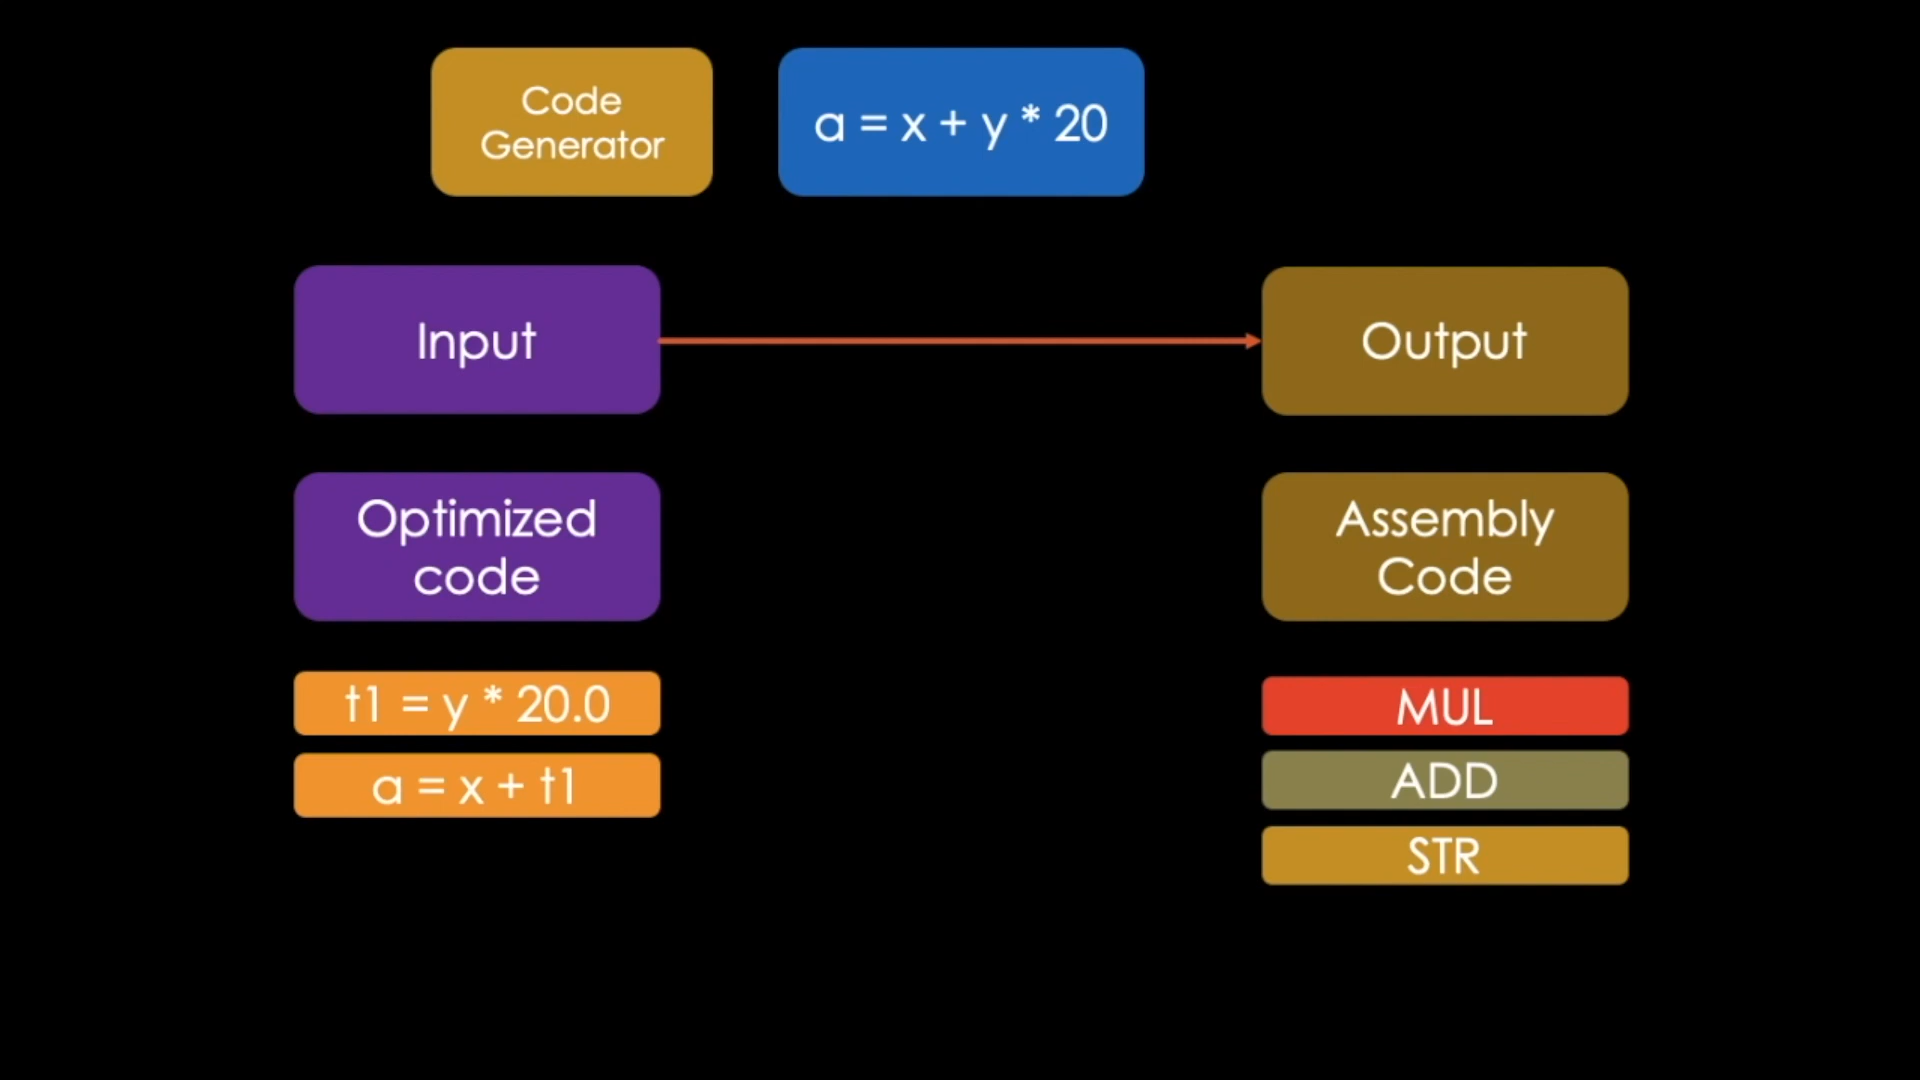 Code
Generator
a = x + y * 20
Input
Output
Optimized
code
Assembly
Code
t1 = y * 20.0
a = x + t1
MUL
ADD
STR